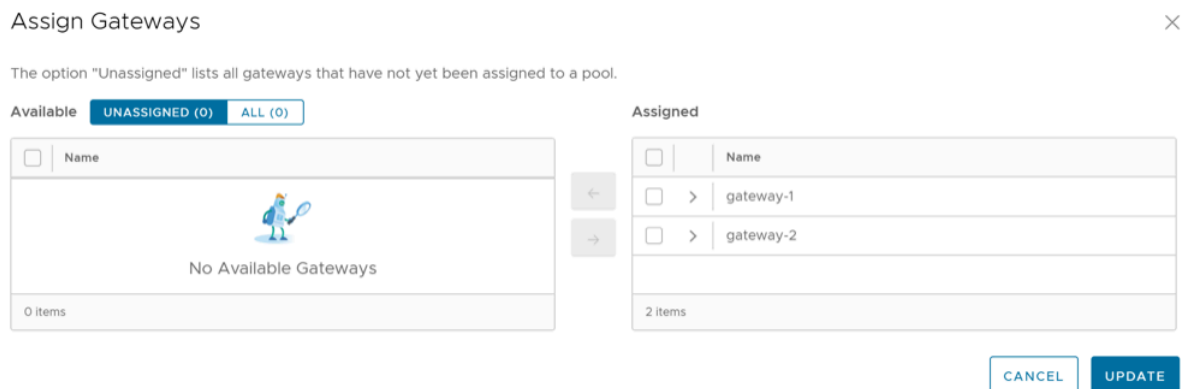 Assign Gateways
The option "Unassigned" lists all gateways that have not yet been assigned to a pool.
Available UNASSIGNED (0) ALL (0)
Name
No Available Gateways
0 items
Assigned
Name
gateway-1
gateway-2
2 items
CANCEL UPDATE